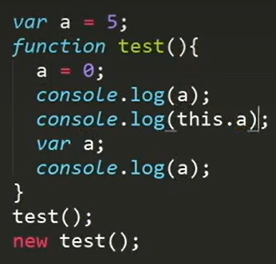 var a = 5;
function test(){
a = 0;
console.log(a);
console.log(this.a);
var a;
console.log(a);
}
test();
new test();